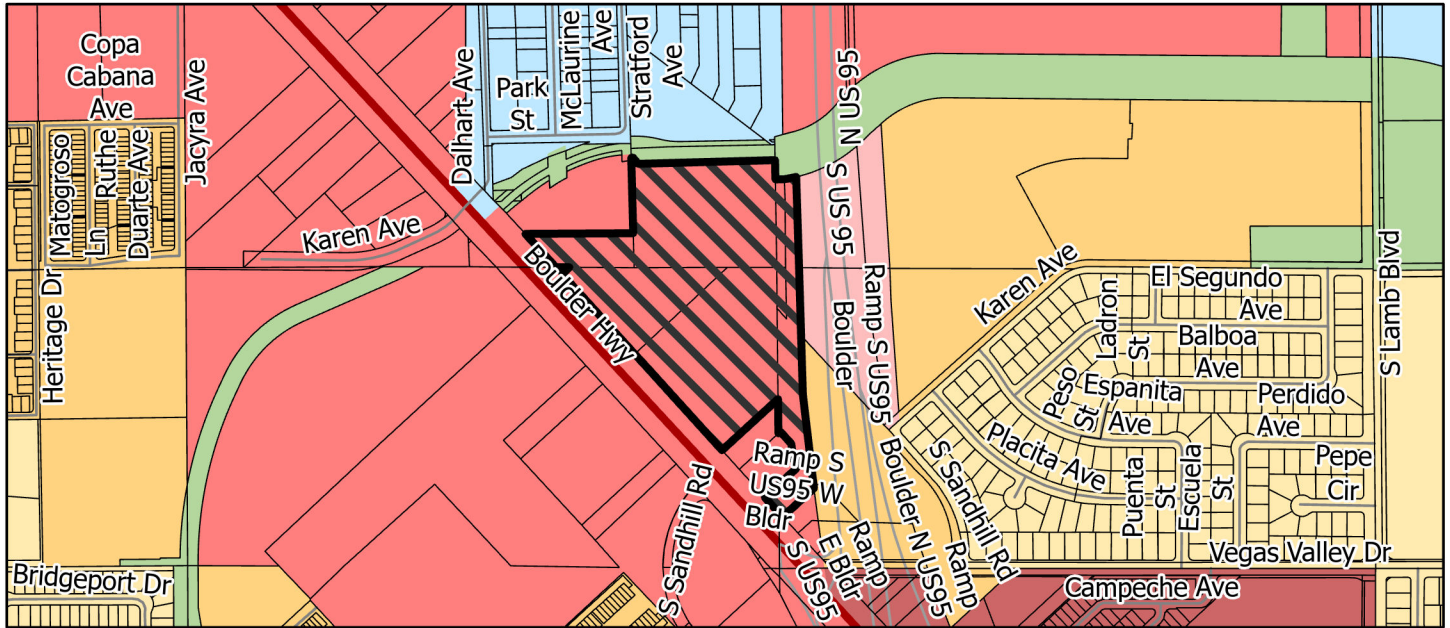 Copa
Cabana
Ave
Matogroso
Ln
Ruthe
Duarte Ave
Jacyra Ave
Heritage Dr
Bridgeport Dr
Karen Ave
Dalhart Ave
Park
St
McLaurine
Ave
Stratford
Ave
Boulder Hwy
S Sandhill Rd
N US 95
S US 95
Boulder
Ramp S US95
Ramp S
US95 W
Bldr
S US95
E Bldr
Ramp
Boulder N US95
Ramp
S Sandhill Rd
Karen Ave
El Segundo
Ave
Ladron
St
Balboa
Ave
Peso
St
Espanita
Ave
Perdido
Ave
Placita Ave
Puenta
St
Escuela
St
Pepe
Cir
S Lamb Blvd
Vegas Valley Dr
Campeche Ave